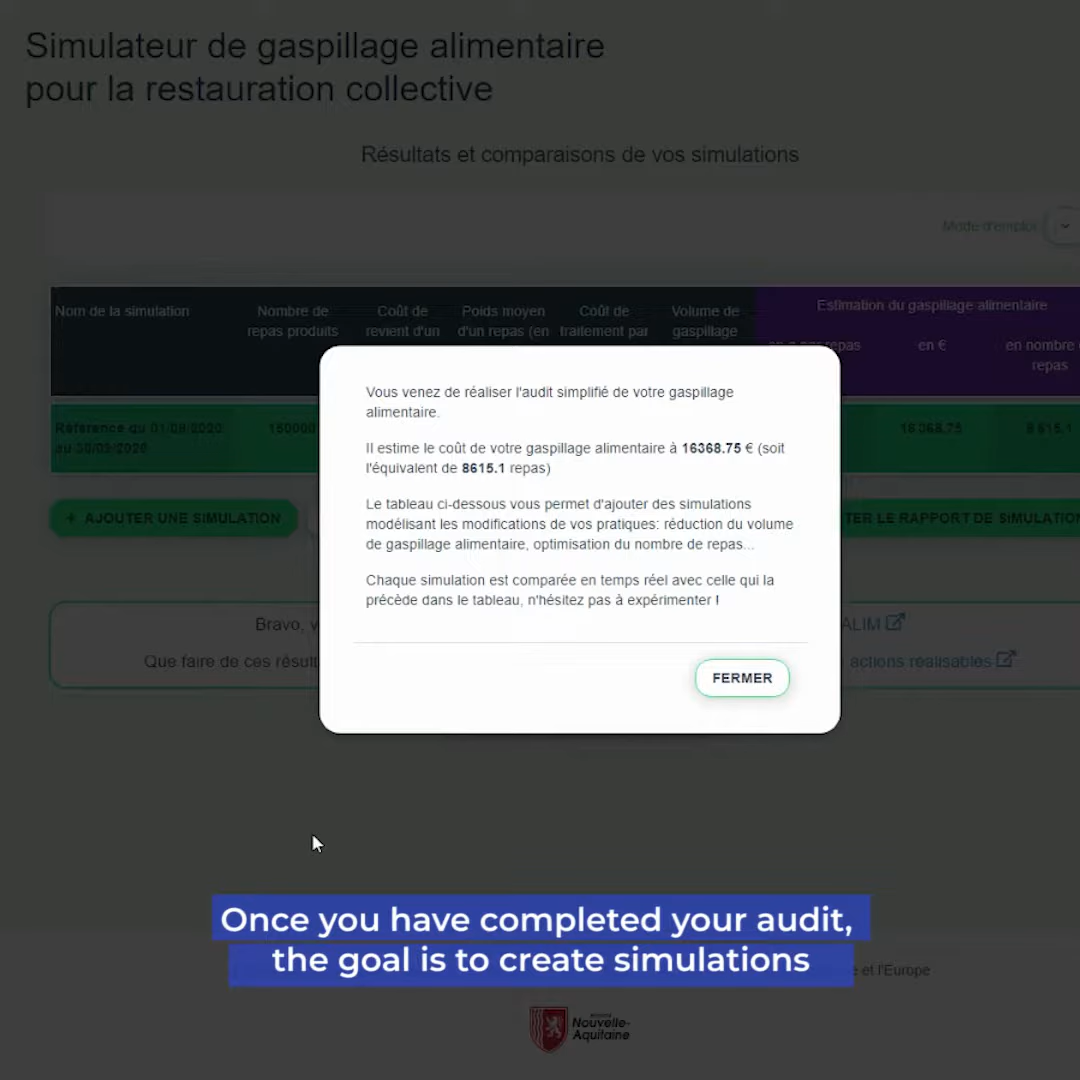 Simulateur de gaspillage alimentaire
pour la restauration collective
Résultats et comparaisons de vos simulations
Mode d'emploi
Nom de la simulation
Nombre de
repas produits
Coût de
revient d'un
Poids moyen
d'un repas (en
Coût de
traitement par
Volume de
gaspillage
Estimation du gaspillage alimentaire
repas
en €
en nombre
repas
Référence du 01/09/2020
150000
16 368.75
8 615.1
+ AJOUTER UNE SIMULATION
LE RAPPORT DE SIMULATION
Bravo,
ALIM
Que faire de ces
actions réalisables
Vous venez de réaliser l'audit simplifié de votre gaspillage
alimentaire.
Il estime le coût de votre gaspillage alimentaire à 16368.75 € (soit
l'équivalent de 8615.1 repas)
Le tableau ci-dessous vous permet d'ajouter des simulations
modélisant les modifications de vos pratiques: réduction du volume
de gaspillage alimentaire, optimisation du nombre de repas...
Chaque simulation est comparée en temps réel avec celle qui la
précède dans le tableau, n'hésitez pas à expérimenter !
FERMER
Once you have completed your audit,
the goal is to create simulations
et l'Europe
Nouvelle-
Aquitaine